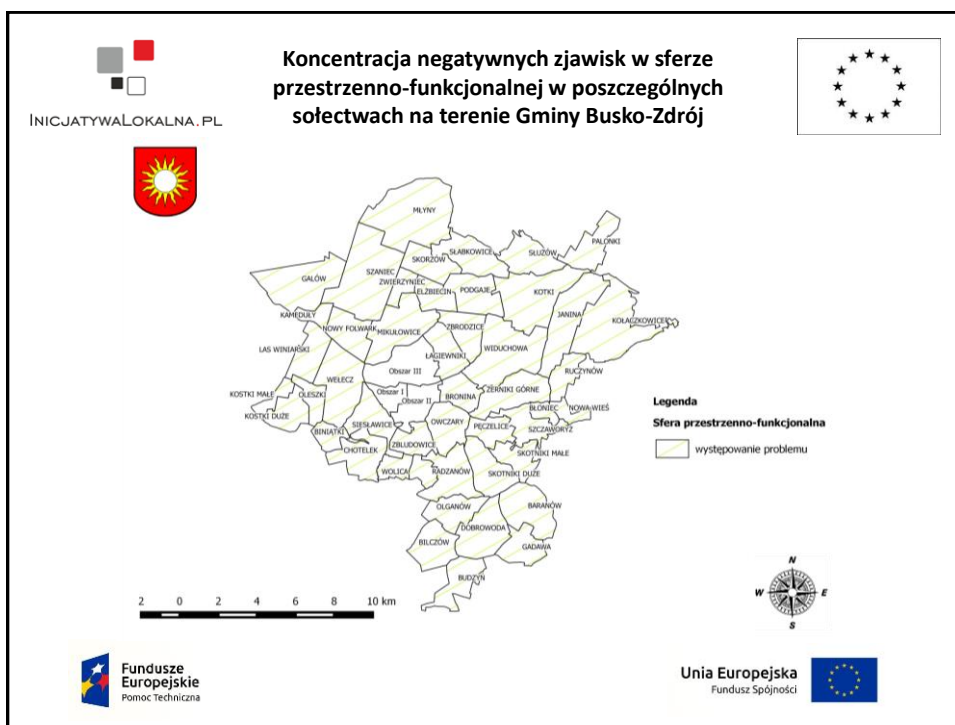 Koncentracja negatywnych zjawisk w sferze
przestrzenno-funkcjonalnej w poszczególnych
sołectwach na terenie Gminy Busko-Zdrój
INICJATYWALOKALNA.PL
MŁYNY
PALONKI
SŁABKOWICE
SŁUŻÓW
SKORZÓW
SZANIEC
GALÓW
ZWIERZYNIEC
ELŻBIECIN
PODGAJE
KOTKI
KAMEDUŁY
JANINA
KOŁACZKOWICE
NOWY FOLWARK
MIKUŁOWICE
ZBRODZICE
LAS WINIARSKI
WIDUCHOWA
ŁAGIEWNIKI
Obszar III
RUCZYNÓW
WEŁECZ
KOSTKI MAŁE
OLESZKI
Obszar I
Obszar II
BRONINA
ŻERNIKI GÓRNE
KOSTKI DUŻE
BŁONIEC
NOWA WIEŚ
BINIATKI
SIESŁAWICE
OWCZARY
PĘCZELICE
SZCZAWORYŻ
CHOTELEK
ZBLUDOWICE
SKOTNIKI MAŁE
WOLICA
RADZANÓW
SKOTNIKI DUŻE
OLGANÓW
BARANÓW
DOBROWODA
BILCZÓW
GADAWA
BUDZYŃ
Legenda
Sfera przestrzenno-funkcjonalna
występowanie problemu
N
W E
S
2 0 2 4 6 8 10 km
Fundusze
Europejskie
Pomoc Techniczna
Unia Europejska
Fundusz Spójności